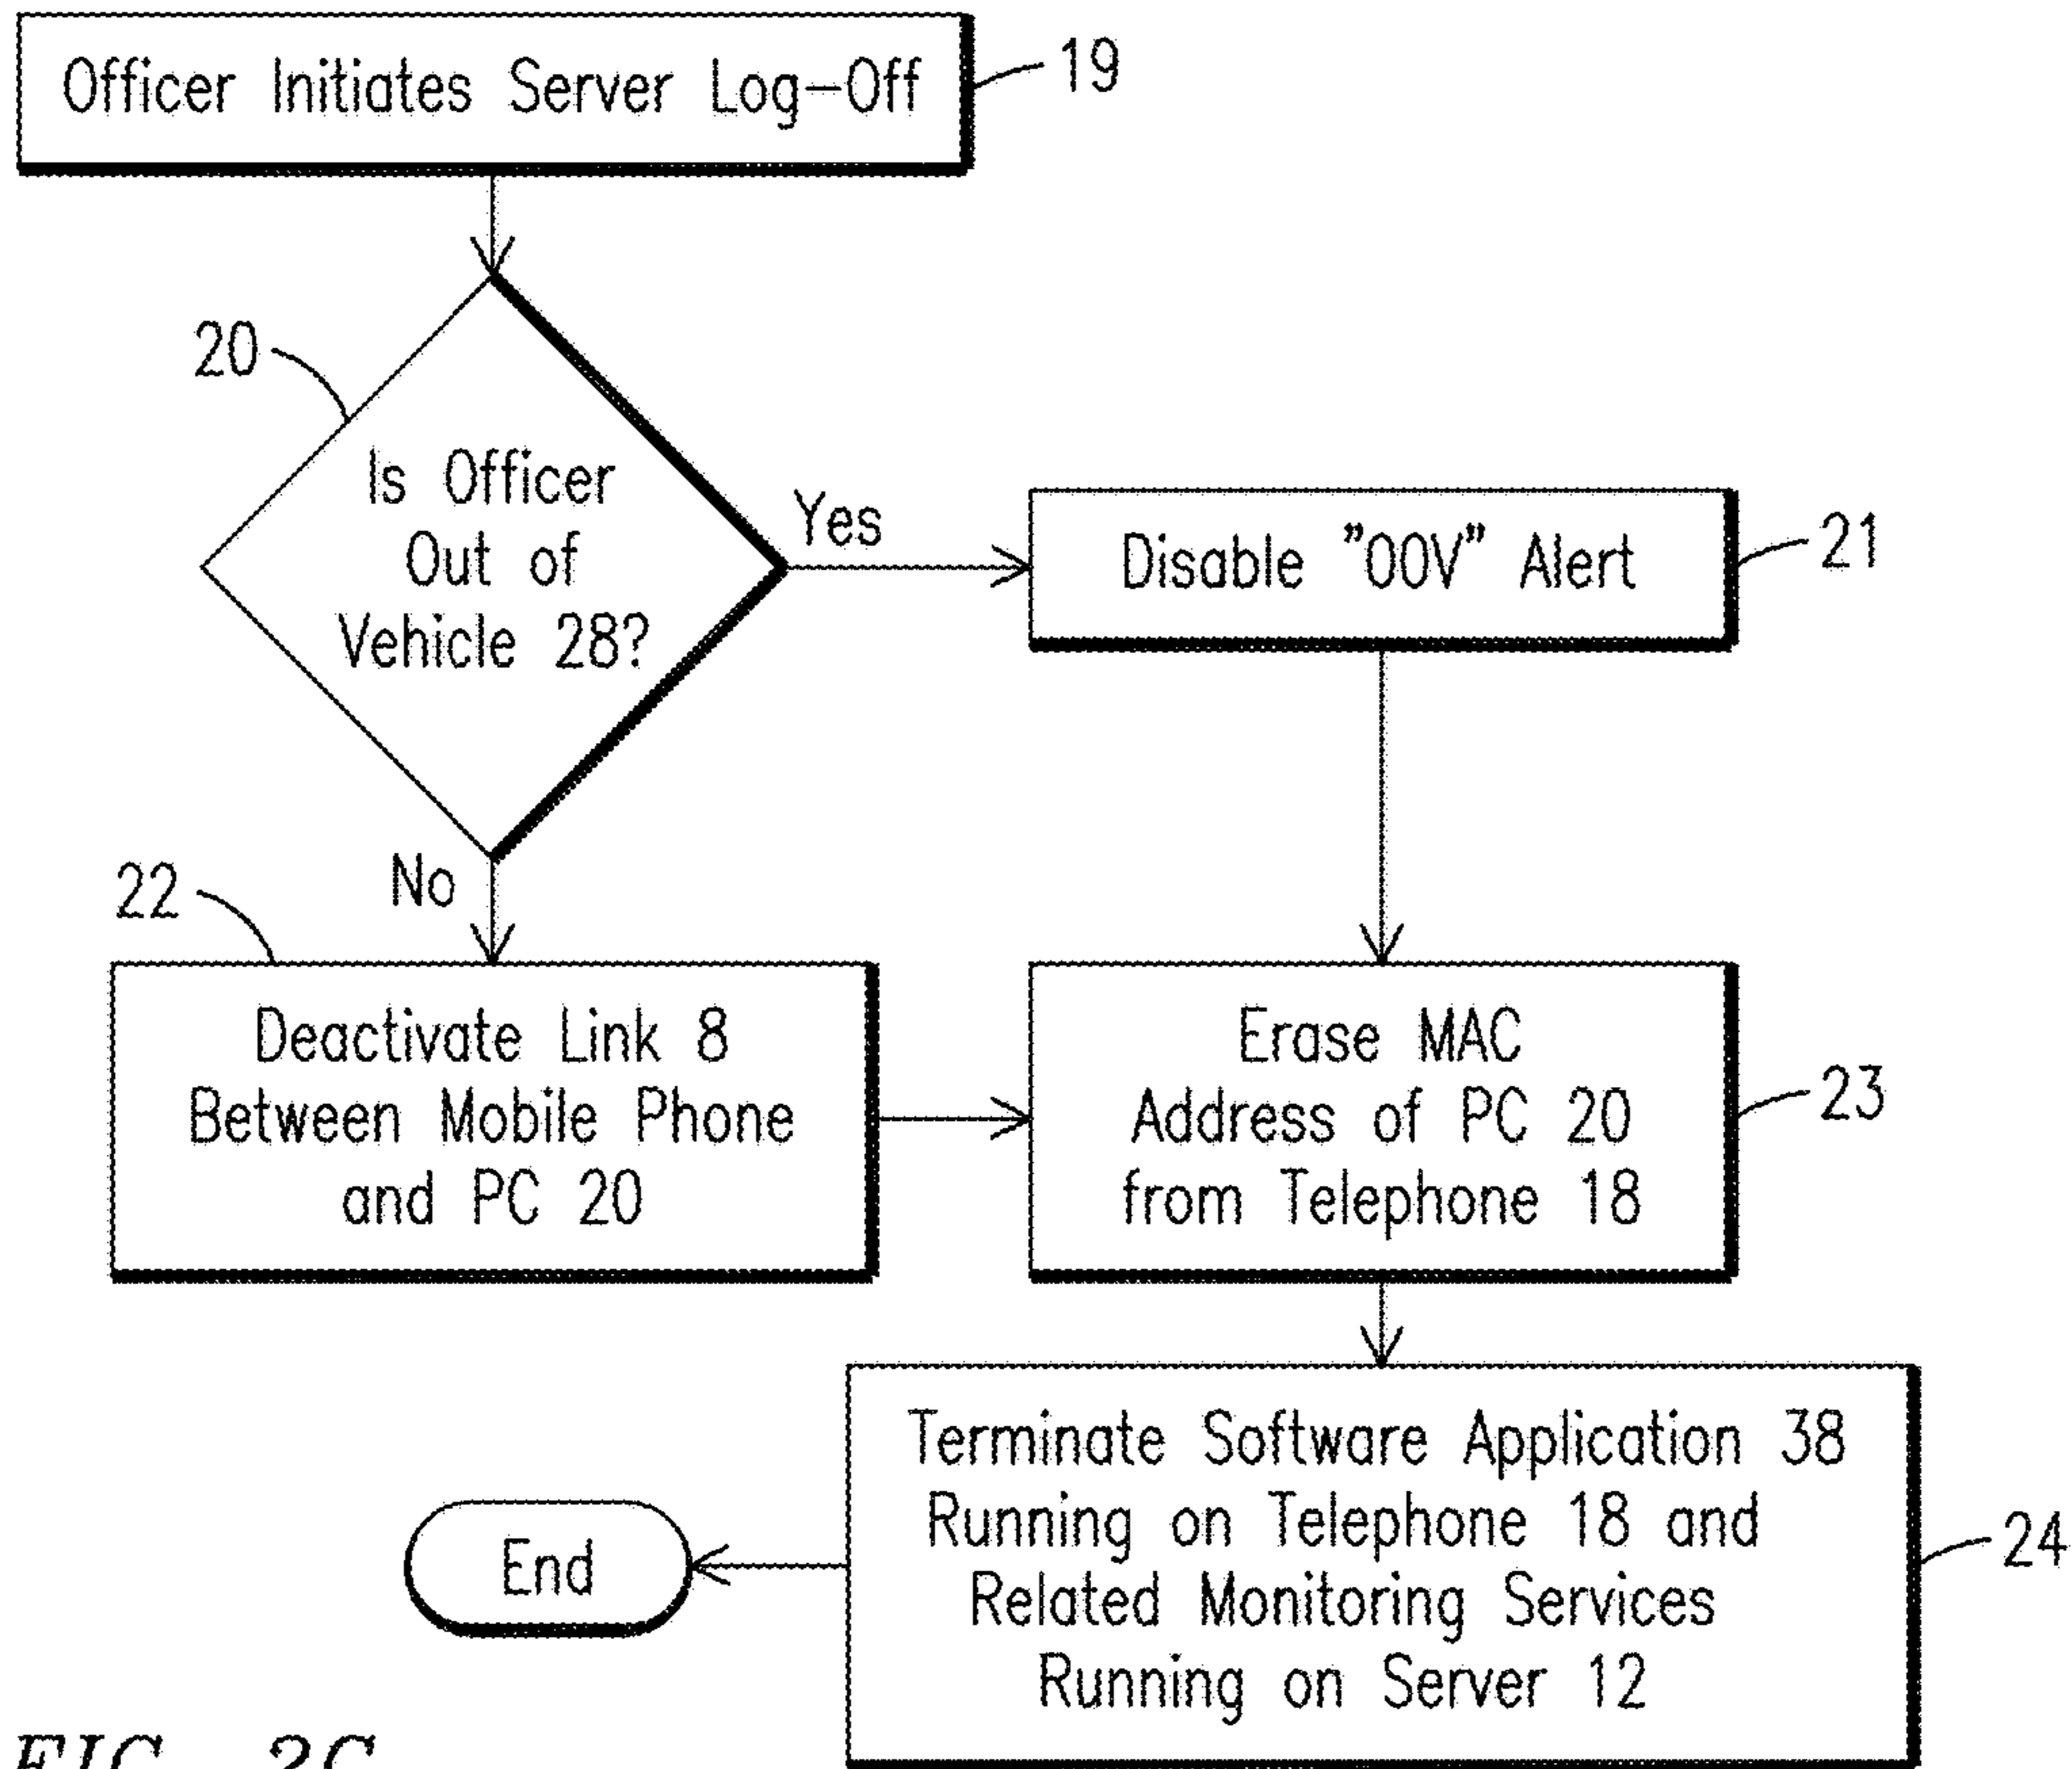 Officer Initiates Server Log-Off
19
20
Is Officer
Out of
Vehicle 28?
Yes
Disable "OOV" Alert
21
No
22
Deactivate Link 8
Between Mobile Phone
and PC 20
Erase MAC
Address of PC 20
from Telephone 18
23
Terminate Software Application 38
Running on Telephone 18 and
Related Monitoring Services
Running on Server 12
24
End
FIG. 2C